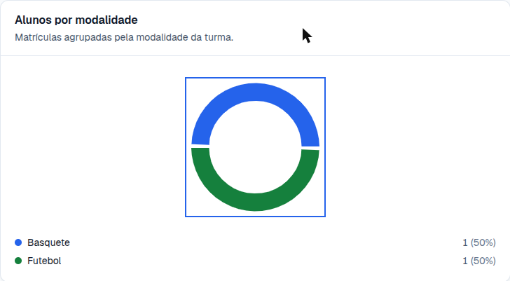 Alunos por modalidade
Matrículas agrupadas pela modalidade da turma.
Basquete 1 (50%)
Futebol 1 (50%)